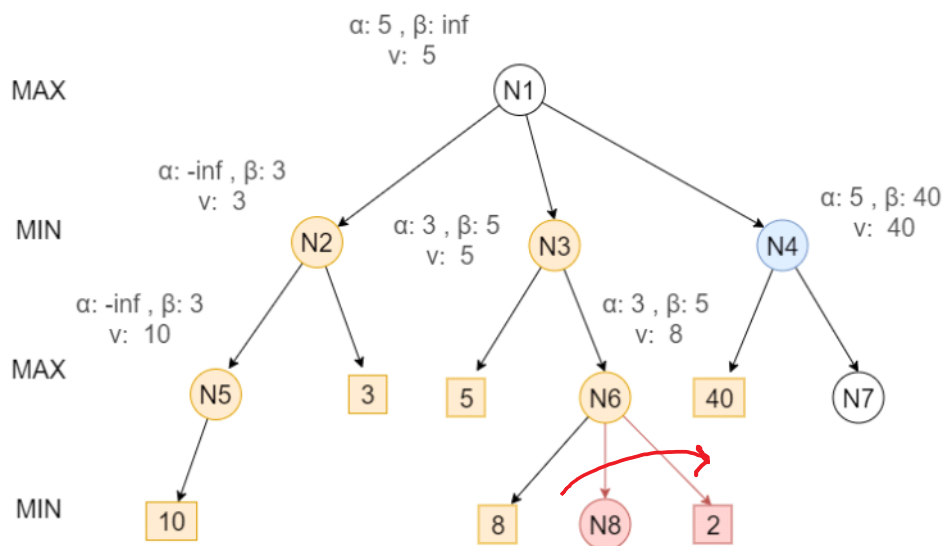 α: 5 , β: inf
v: 5
MAX
N1
α: -inf , β: 3
v: 3
α: 3 , β: 5
v: 5
α: 5 , β: 40
v: 40
MIN
N2
N3
N4
α: -inf , β: 3
v: 10
α: 3 , β: 5
v: 8
MAX
N5
3
5
N6
40
N7
MIN
10
8
N8
2